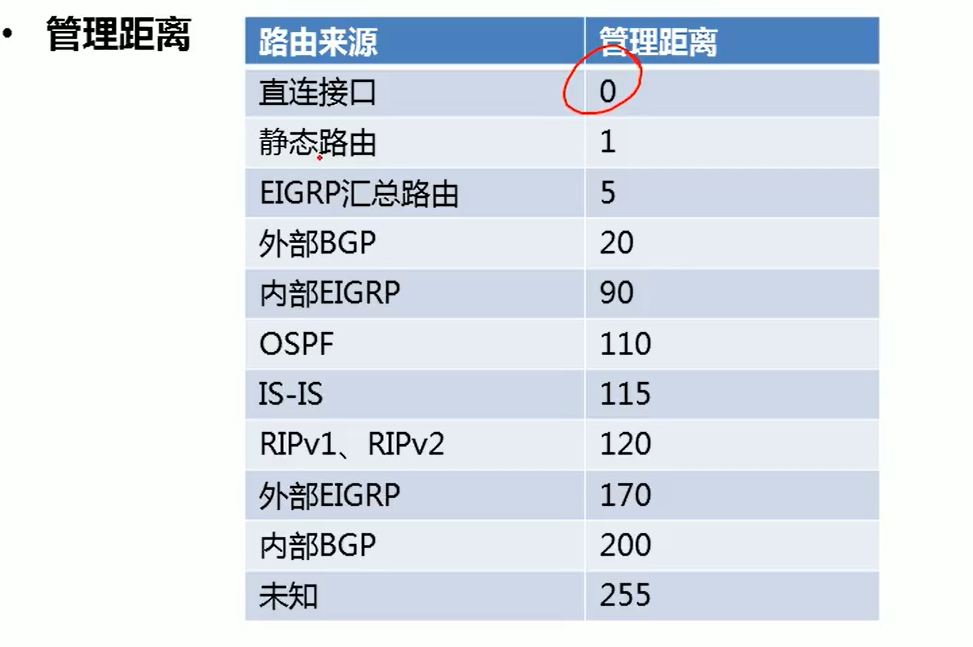 • 管理距离
路由来源 管理距离
直连接口 0
静态路由 1
EIGRP汇总路由 5
外部BGP 20
内部EIGRP 90
OSPF 110
IS-IS 115
RIPv1、RIPv2 120
外部EIGRP 170
内部BGP 200
未知 255